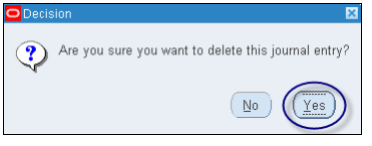 Decision
Are you sure you want to delete this journal entry?
No Yes